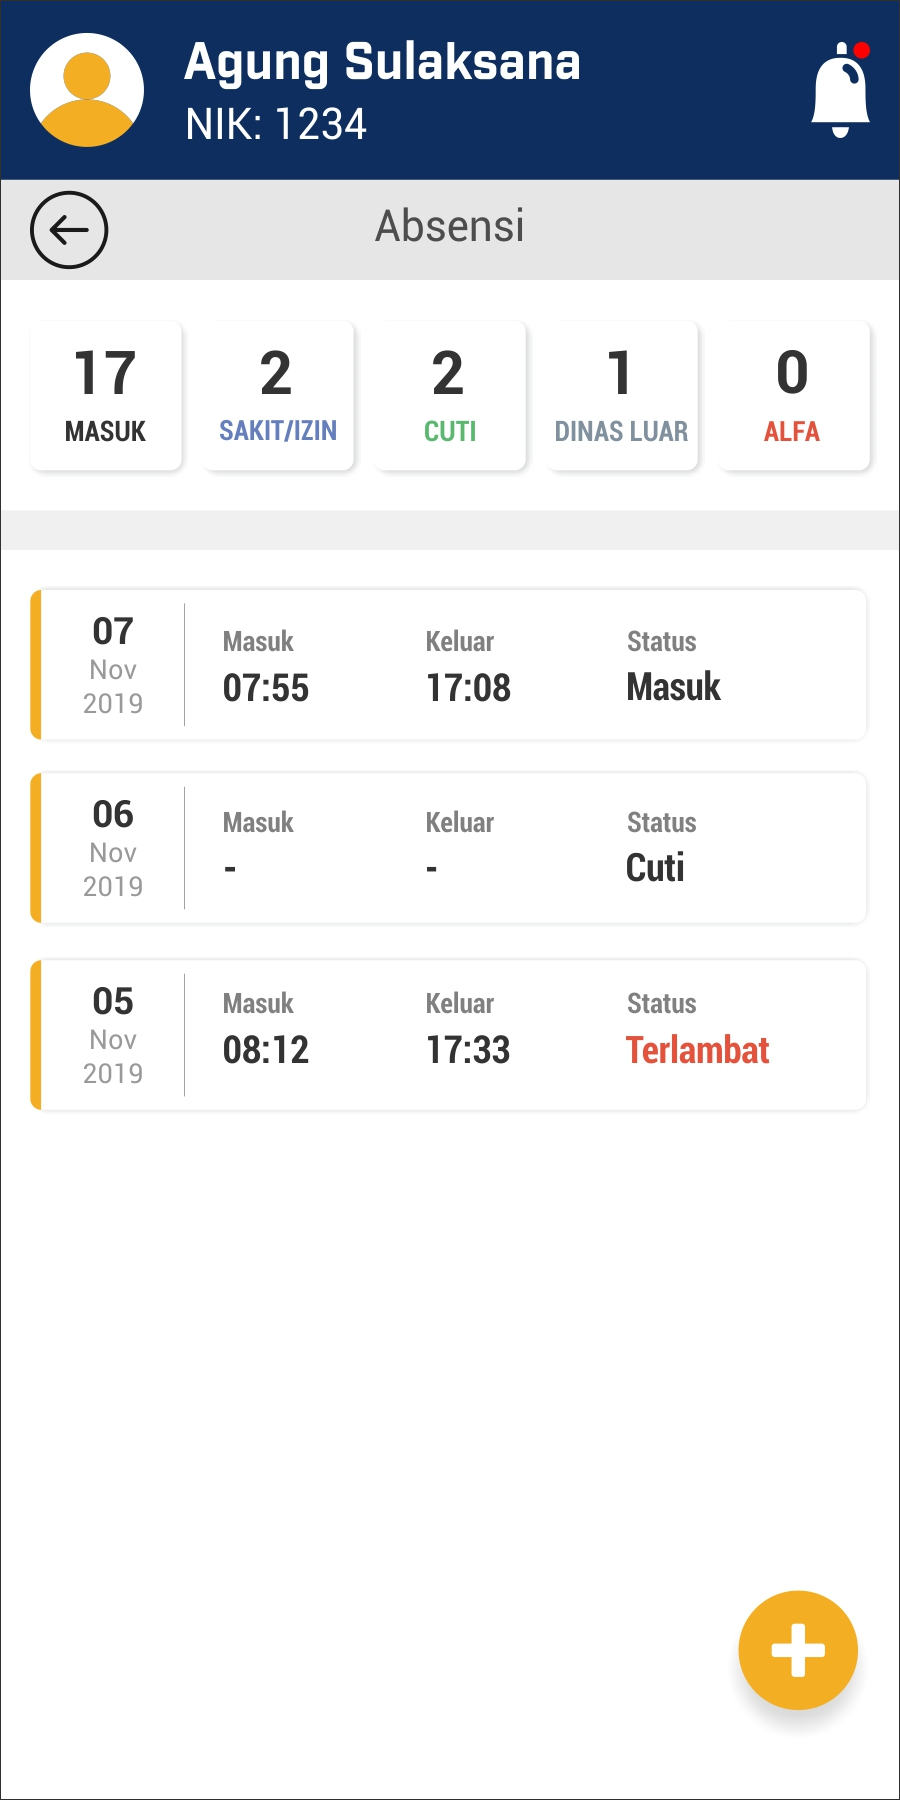 Agung Sulaksana
NIK: 1234
Absensi
17 2 2 1 0
MASUK SAKIT/IZIN CUTI DINAS LUAR ALFA
07
Nov
2019
Masuk Keluar Status
07:55 17:08 Masuk
06
Nov
2019
Masuk Keluar Status
- - Cuti
05
Nov
2019
Masuk Keluar Status
08:12 17:33 Terlambat